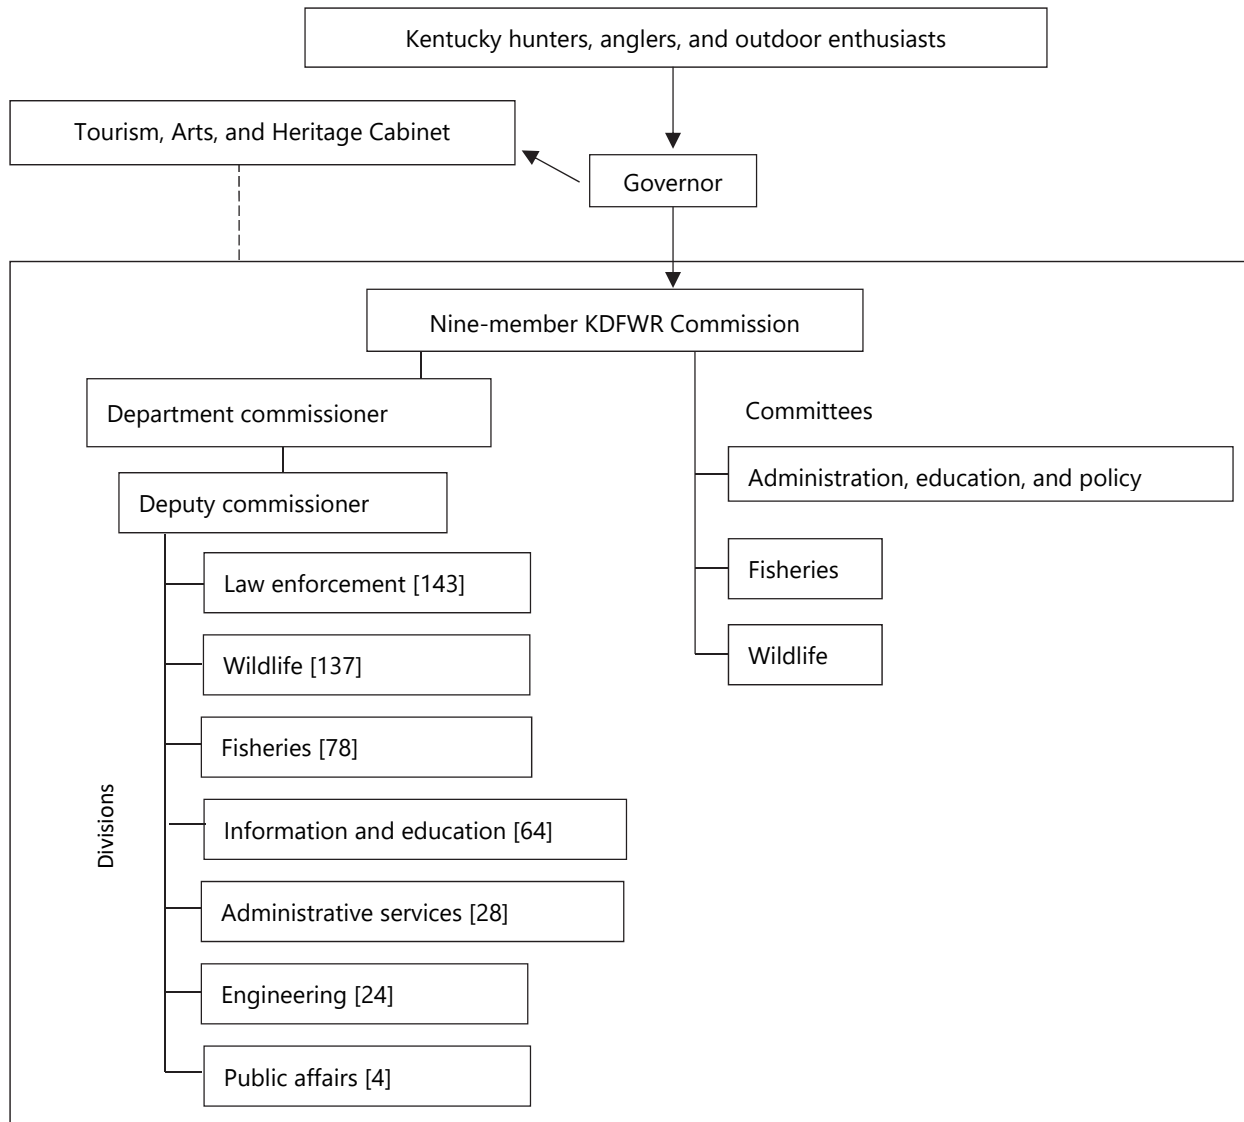 Kentucky hunters, anglers, and outdoor enthusiasts
Tourism, Arts, and Heritage Cabinet
Governor
Nine-member KDFWR Commission
Department commissioner
Deputy commissioner
Committees
Administration, education, and policy
Fisheries
Wildlife
Divisions
Law enforcement [143]
Wildlife [137]
Fisheries [78]
Information and education [64]
Administrative services [28]
Engineering [24]
Public affairs [4]